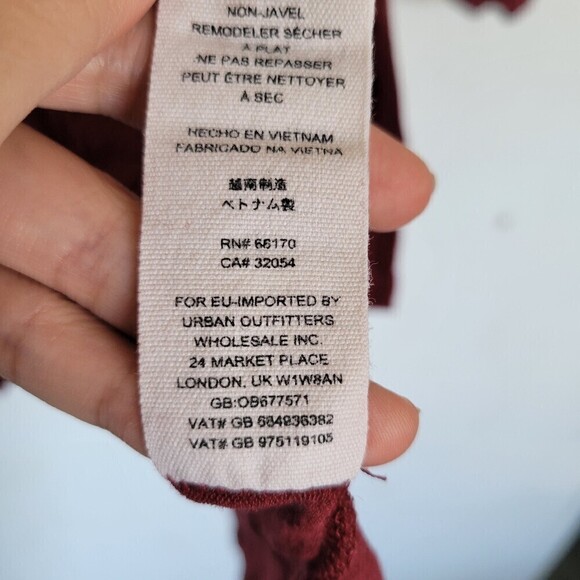 NON-JAVEL
REMODELER SÉCHER
À PLAT
NE PAS REPASSER
PEUT ÊTRE NETTOYER
À SEC
HECHO EN VIETNAM
FABRICADO NA VIETNA
越南制造
ベトナム製
RN# 66170
CA# 32054
FOR EU-IMPORTED BY
URBAN OUTFITTERS
WHOLESALE INC.
24 MARKET PLACE
LONDON, UK W1W8AN
GB:OB677571
VAT# GB 684936382
VAT# GB 975119105